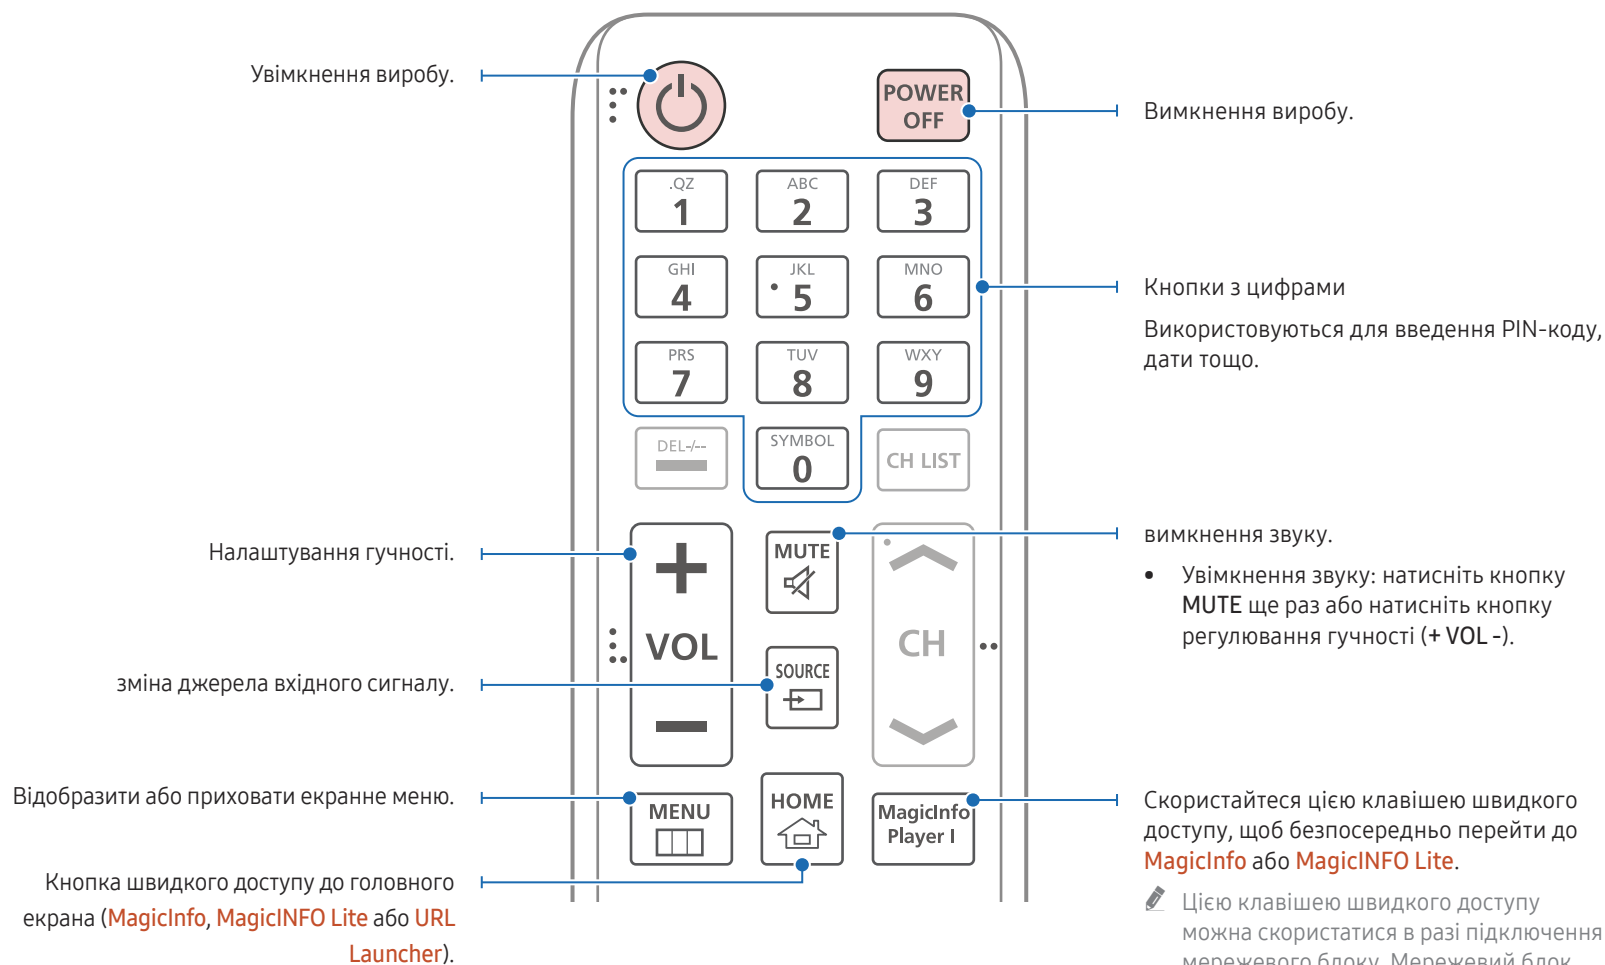 Увімкнення виробу.
POWER
OFF
Вимкнення виробу.
.QZ
1
ABC
2
DEF
3
GHI
4
JKL
5
MNO
6
Кнопки з цифрами
Використовуються для введення PIN-коду,
дати тощо.
PRS
7
TUV
8
WXY
9
DEL-/--
SYMBOL
0
CH LIST
Налаштування гучності.
VOL
MUTE
CH
вимкнення звуку.
• Увімкнення звуку: натисніть кнопку
MUTE ще раз або натисніть кнопку
регулювання гучності (+ VOL -).
зміна джерела вхідного сигналу.
SOURCE
Відобразити або приховати екранне меню.
MENU
HOME
MagicInfo
Player I
Скористайтеся цією клавішею швидкого
доступу, щоб безпосередньо перейти до
MagicInfo або MagicINFO Lite.
Кнопка швидкого доступу до головного
екрана (MagicInfo, MagicINFO Lite або URL
Launcher).
Цією клавішею швидкого доступу
можна скористатися в разі підключення
мережевого блоку. Мережевий блок